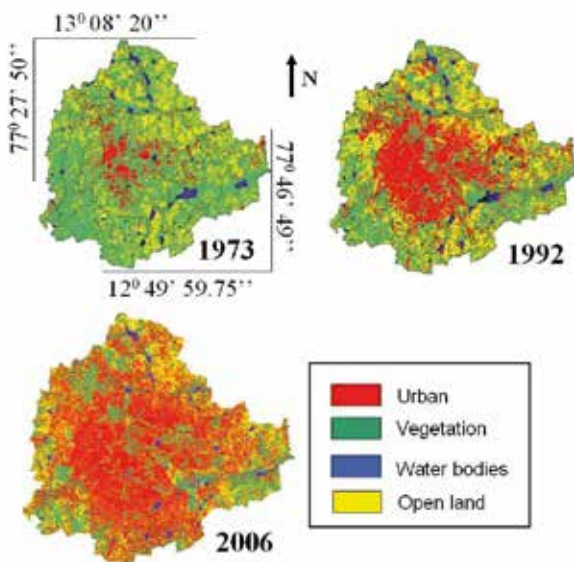 13⁰ 08’ 20’’
77⁰ 27’ 50’’
N
77⁰ 46’ 49’’
1973
12⁰ 49’ 59.75’’
1992
2006
Urban
Vegetation
Water bodies
Open land